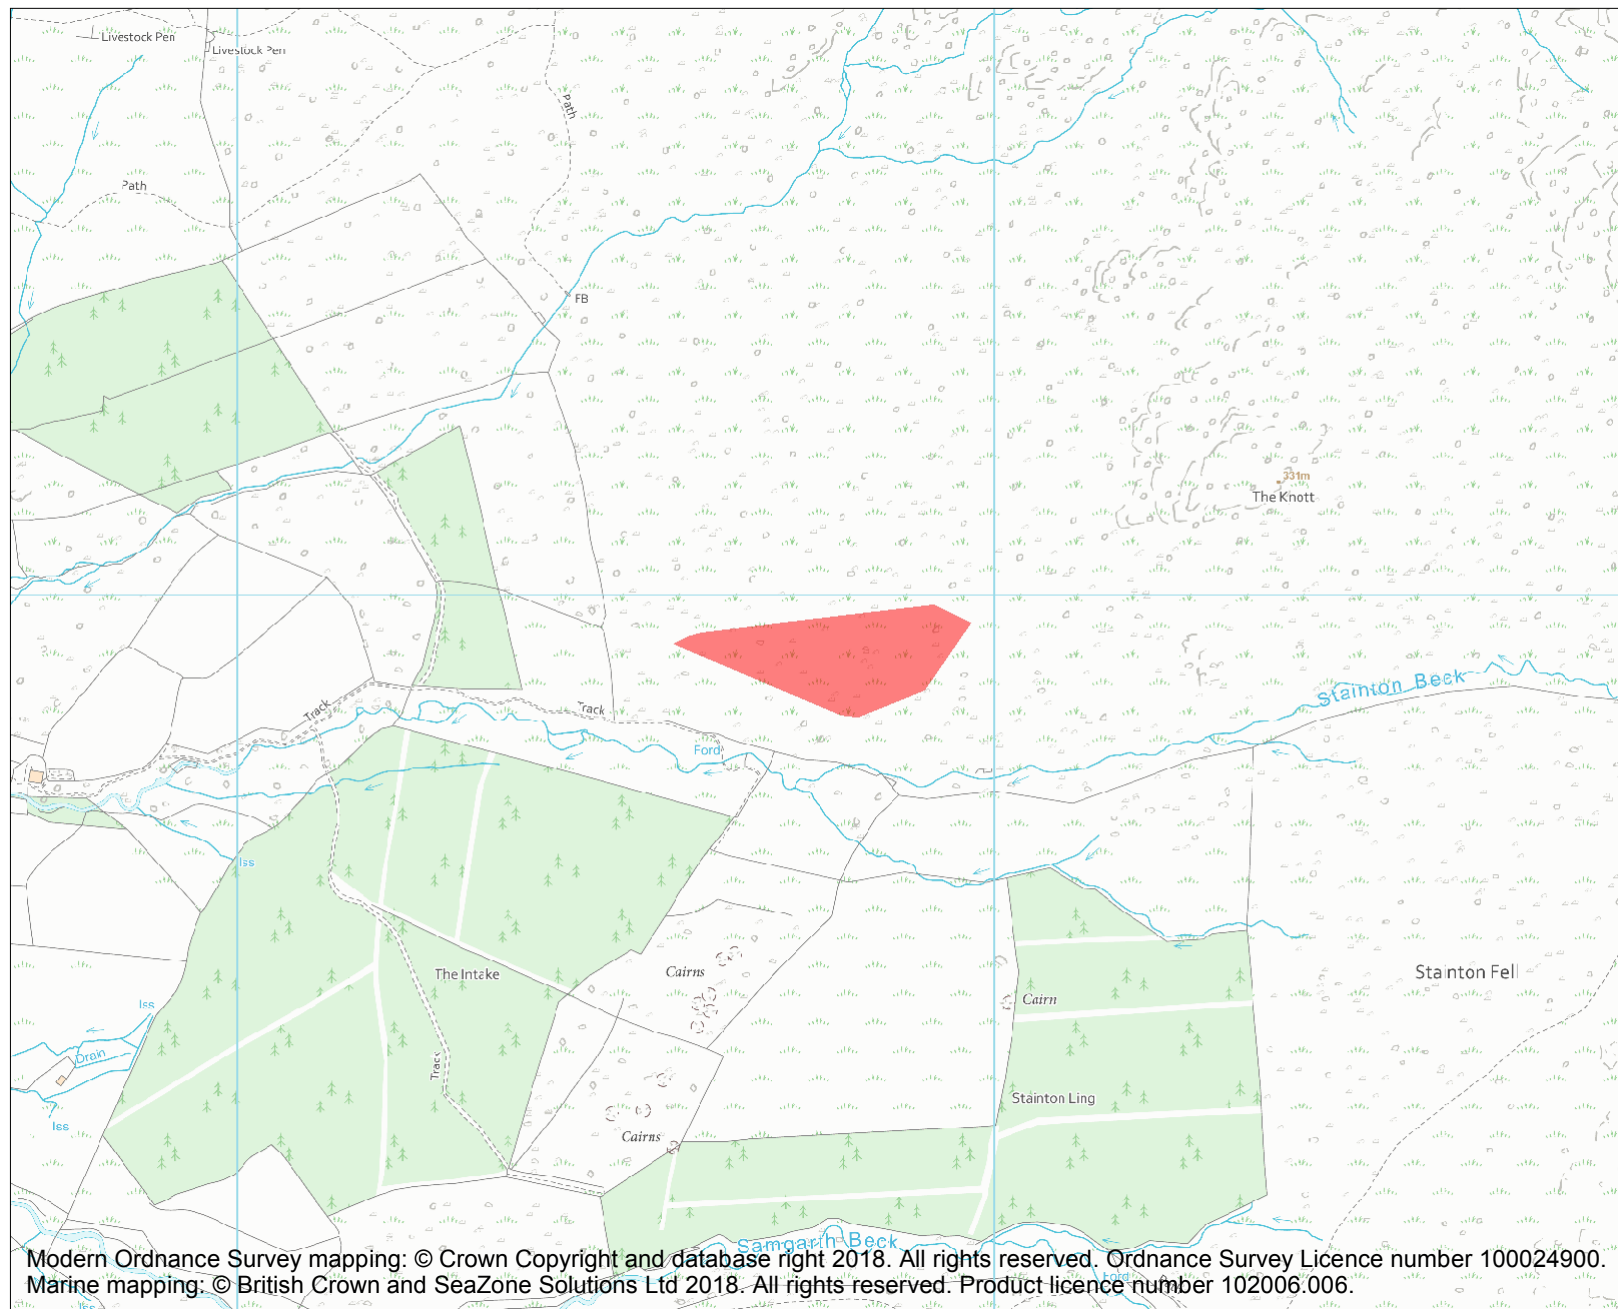 Livestock Pen
Livestock Pen
Path
Path
FB
331m
The Knott
Stainton Beck
Track
Track
Ford
Iss
The Intake
Cairns
Stainton Fell
Cairn
Iss
Drain
Track
Stainton Ling
Iss
Cairns
Samgarth Beck
Modern Ordnance Survey mapping: © Crown Copyright and database right 2018. All rights reserved. Ordnance Survey Licence number 100024900.
Ford
Marine mapping: © British Crown and SeaZone Solutions Ltd 2018. All rights reserved. Product licence number 102006.006.
Iss